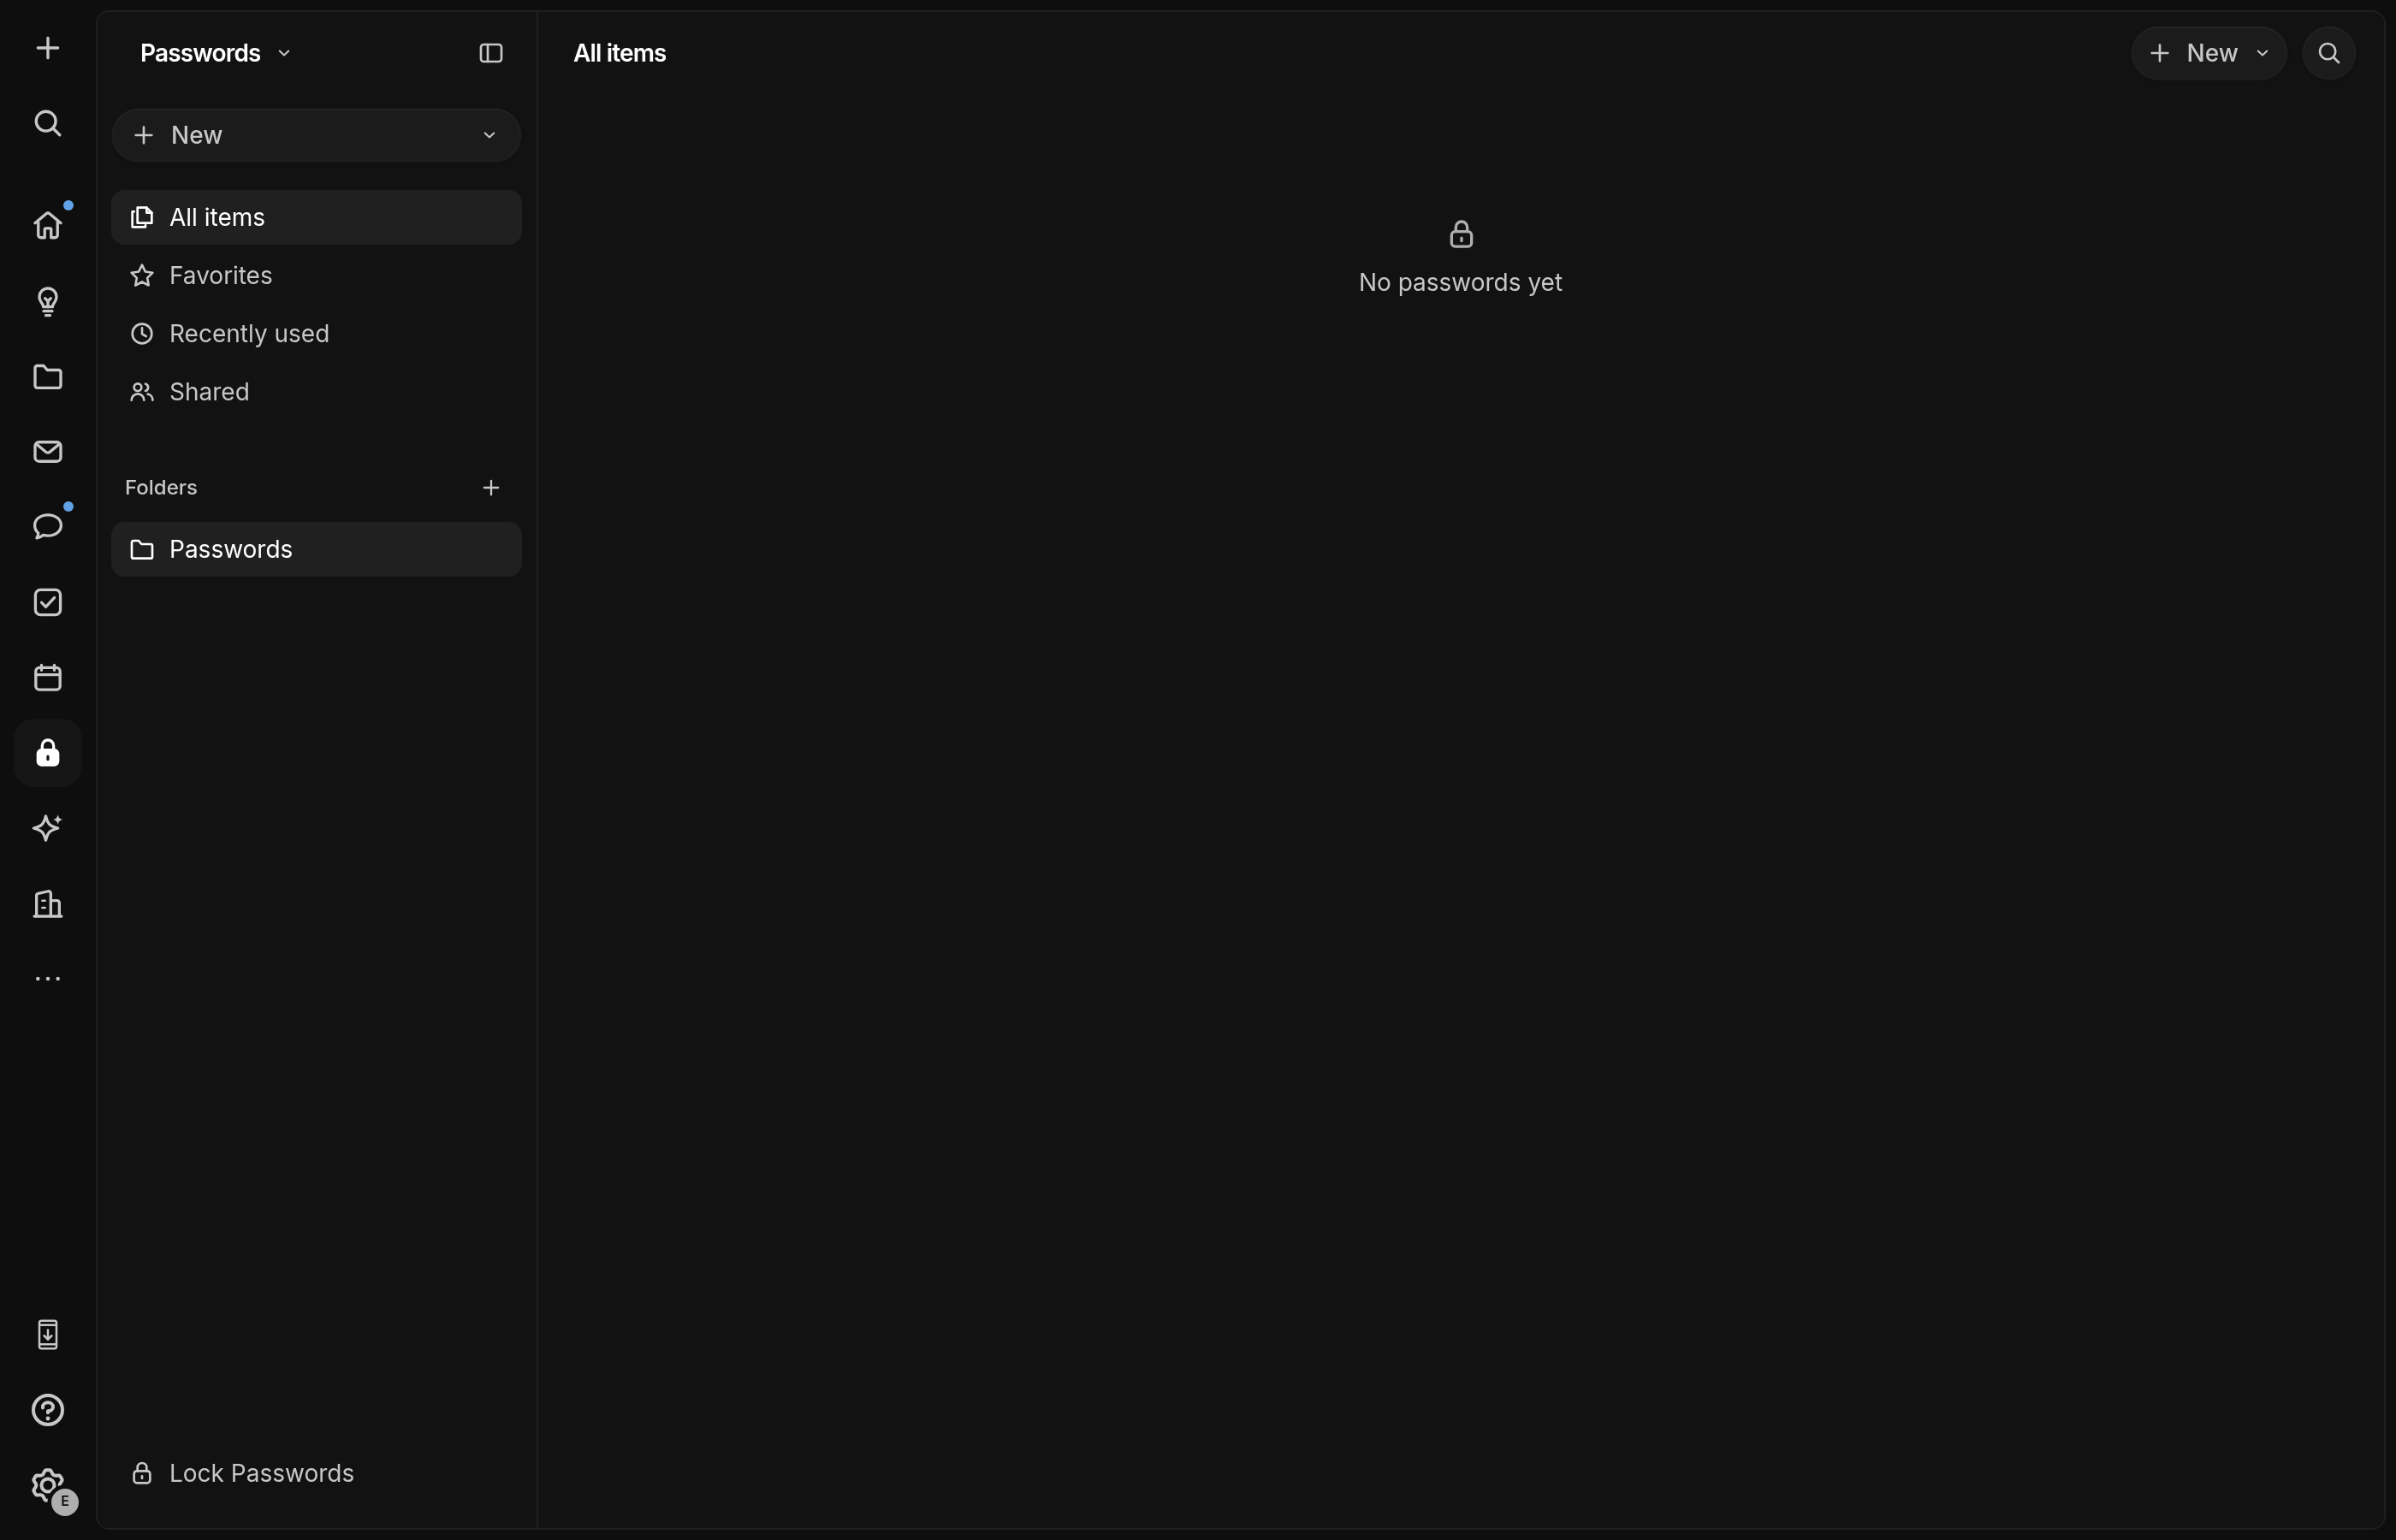 Passwords
New
All items
Favorites
Recently used
Shared
Folders
Passwords
Lock Passwords
E
All items
New
No passwords yet